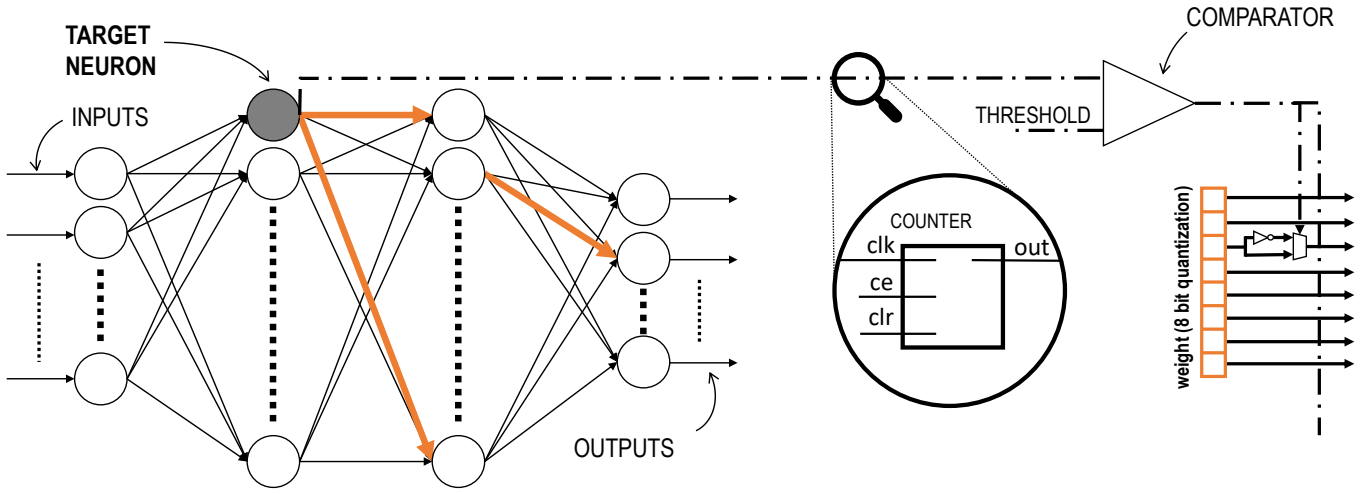 TARGET
NEURON
INPUTS
OUTPUTS
COMPARATOR
THRESHOLD
COUNTER
clk
out
ce
clr
weight (8 bit quantization)